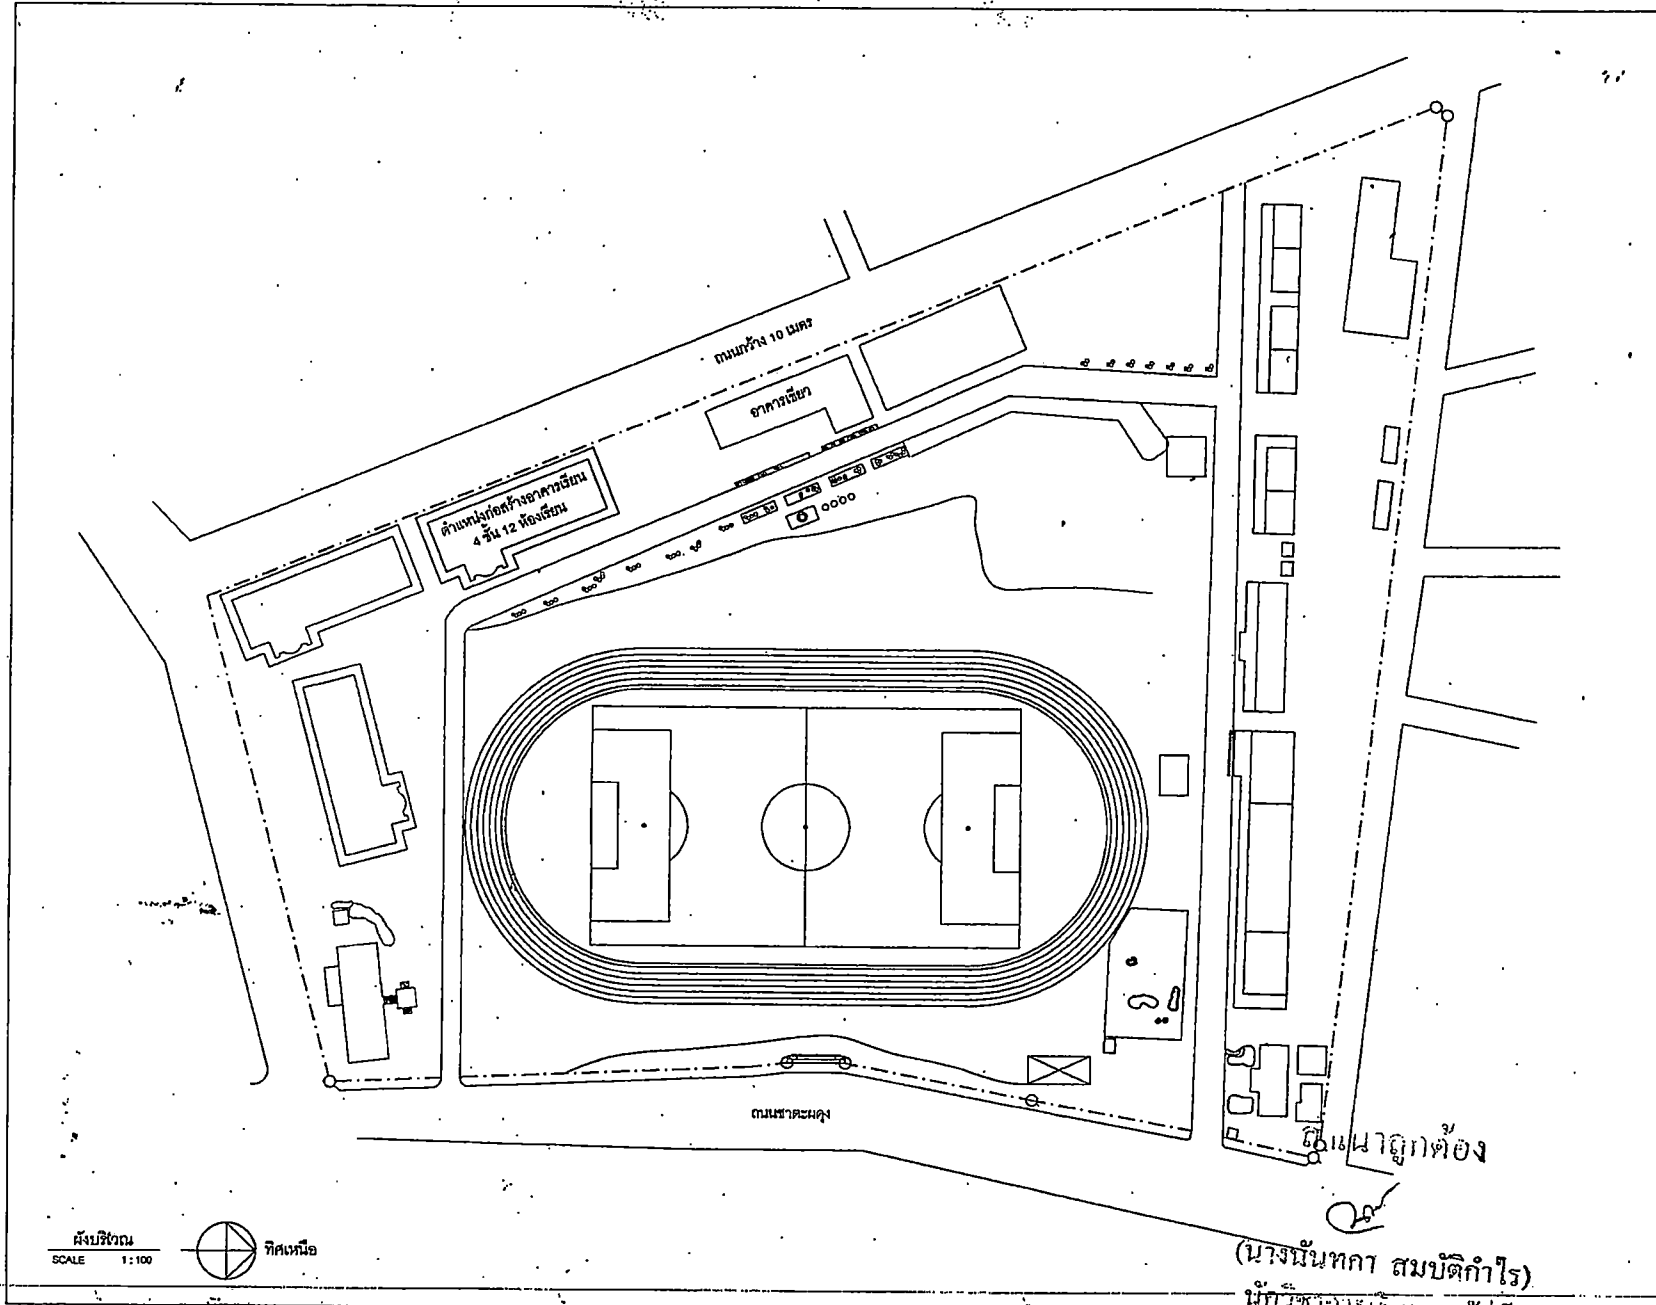 ถนนกว้าง 10 เมตร
อาคารเขียว
ตำแหน่งก่อสร้างอาคารเรียน
4 ชั้น 12 ห้องเรียน
ถนนชาตะผดุง
สำเนาถูกต้อง
ผังบริเวณ
SCALE 1:100
ทิศเหนือ
(นางนันทกา สมบัติกำไร)